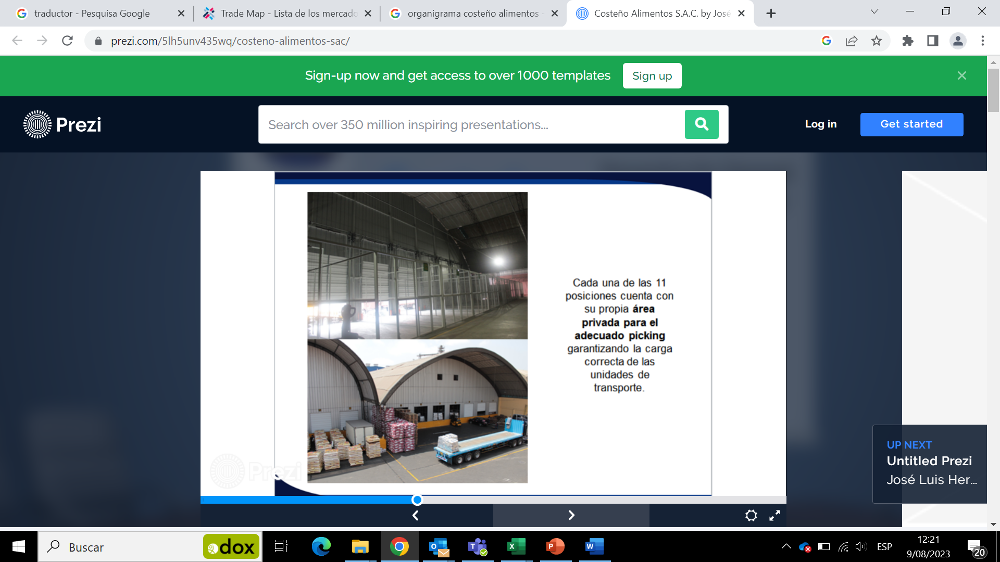 traductor - Pesquisa Google
Trade Map - Lista de los mercado
organigrama costeño alimentos -
Costeño Alimentos S.A.C. by José
prezi.com/5lh5unv435wq/costeno-alimentos-sac/
Sign-up now and get access to over 1000 templates
Sign up
Prezi
Search over 350 million inspiring presentations...
Log in
Get started
Cada una de las 11
posiciones cuenta con
su propia área
privada para el
adecuado picking
garantizando la carga
correcta de las
unidades de
transporte.
Prezi
UP NEXT
Untitled Prezi
José Luis Her...
Buscar
dox
ESP
12:21
9/08/2023
20